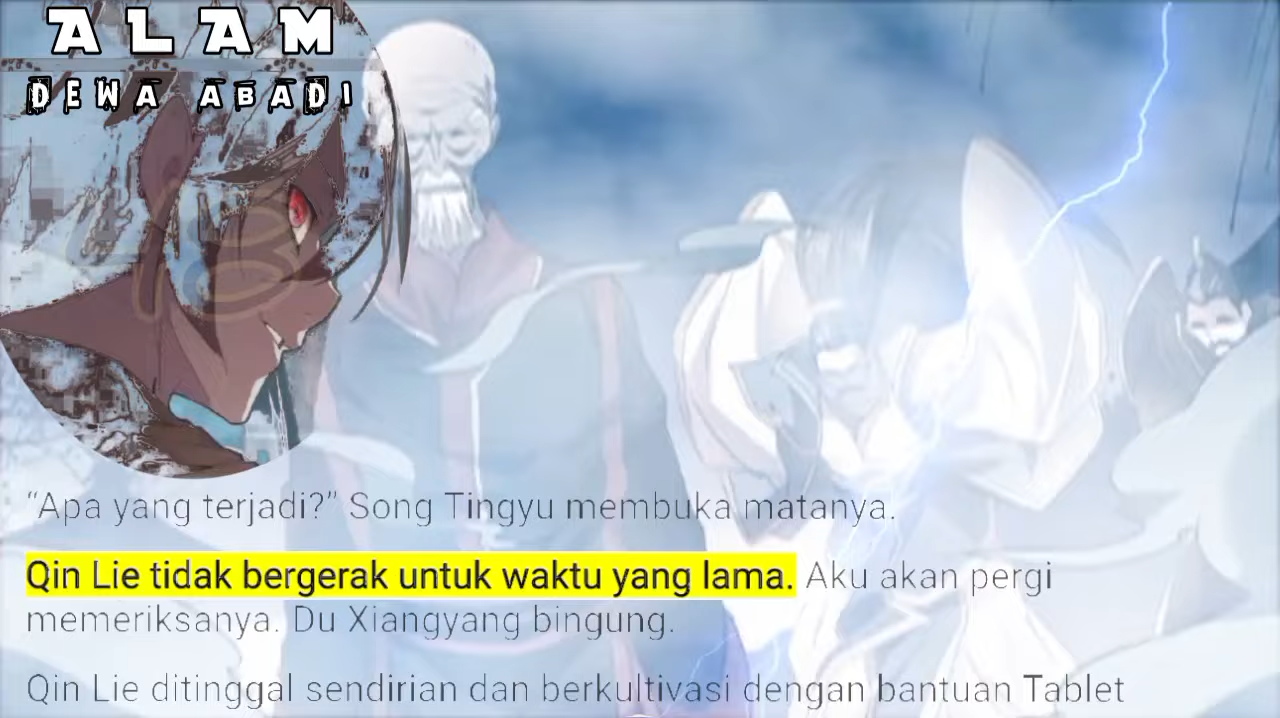 ALAM
DEWA ABADI
“Apa yang terjadi?” Song Tingyu membuka matanya.
Qin Lie tidak bergerak untuk waktu yang lama. Aku akan pergi
memeriksanya. Du Xiangyang bingung.
Qin Lie ditinggal sendirian dan berkultivasi dengan bantuan Tablet